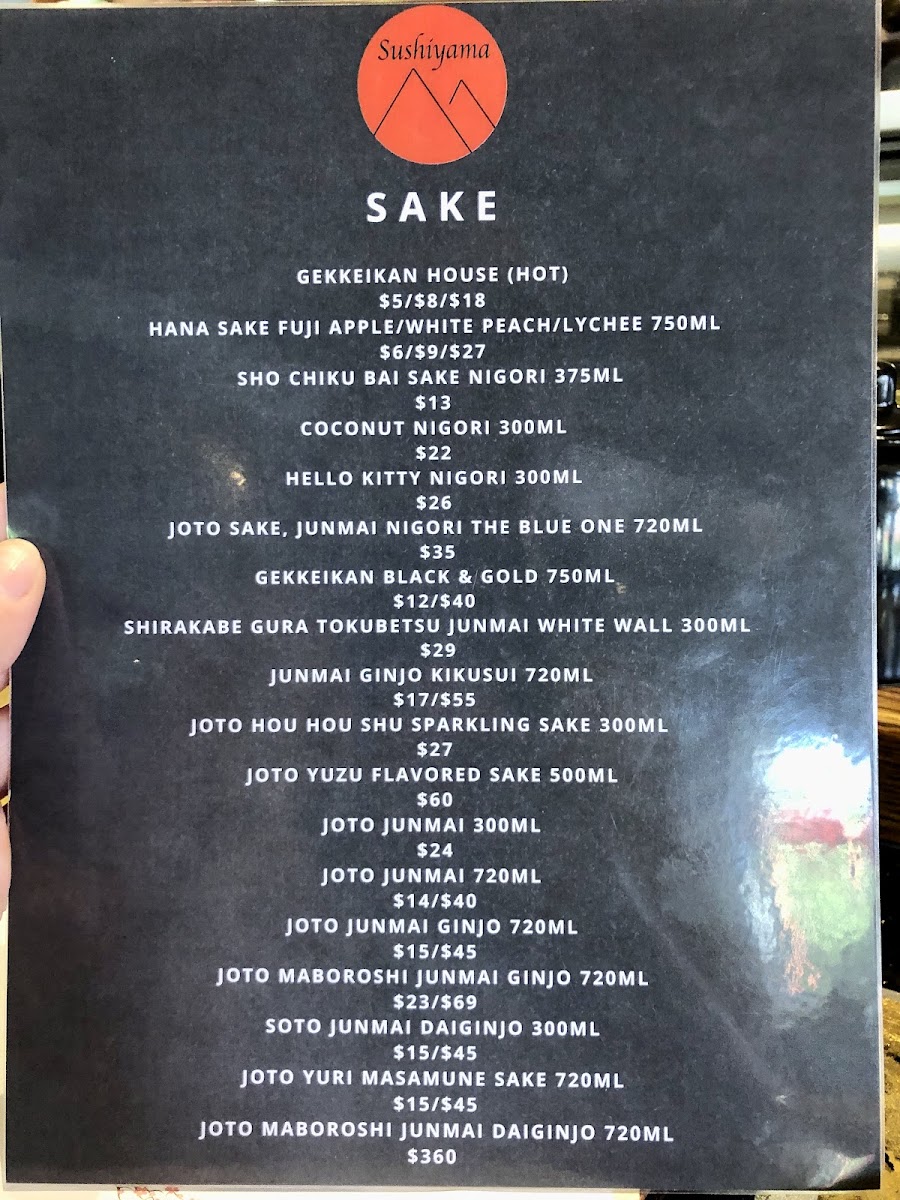 Sushiyama
SAKE
GEKKEIKAN HOUSE (HOT)
$5/$8/$18
HANA SAKE FUJI APPLE/WHITE PEACH/LYCHEE 750ML
$6/$9/$27
SHO CHIKU BAI SAKE NIGORI 375ML
$13
COCONUT NIGORI 300ML
$22
HELLO KITTY NIGORI 300ML
$26
JOTO SAKE, JUNMAI NIGORI THE BLUE ONE 720ML
$35
GEKKEIKAN BLACK & GOLD 750ML
$12/$40
SHIRAKABE GURA TOKUBETSU JUNMAI WHITE WALL 300ML
$29
JUNMAI GINJO KIKUSUI 720ML
$17/$55
JOTO HOU HOU SHU SPARKLING SAKE 300ML
$27
JOTO YUZU FLAVORED SAKE 500ML
$60
JOTO JUNMAI 300ML
$24
JOTO JUNMAI 720ML
$14/$40
JOTO JUNMAI GINJO 720ML
$15/$45
JOTO MABOROSHI JUNMAI GINJO 720ML
$23/$69
SOTO JUNMAI DAIGINJO 300ML
$15/$45
JOTO YURI MASAMUNE SAKE 720ML
$15/$45
JOTO MABOROSHI JUNMAI DAIGINJO 720ML
$360